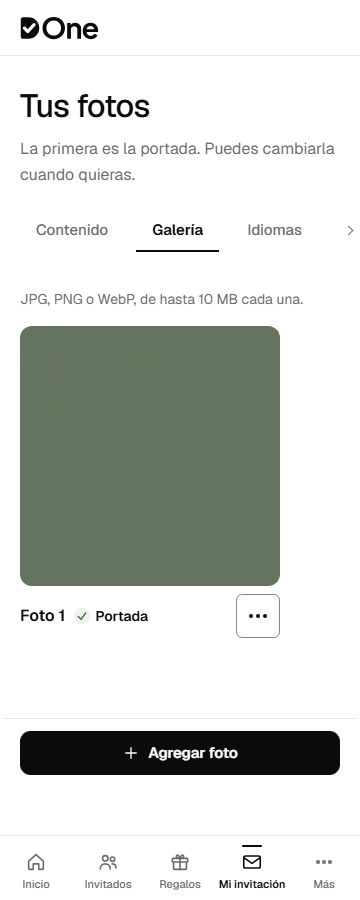 One
Tus fotos
La primera es la portada. Puedes cambiarla
cuando quieras.
Contenido Galería Idiomas
JPG, PNG o WebP, de hasta 10 MB cada una.
Foto 1 Portada
Agregar foto
Inicio Invitados Regalos Mi invitación Más